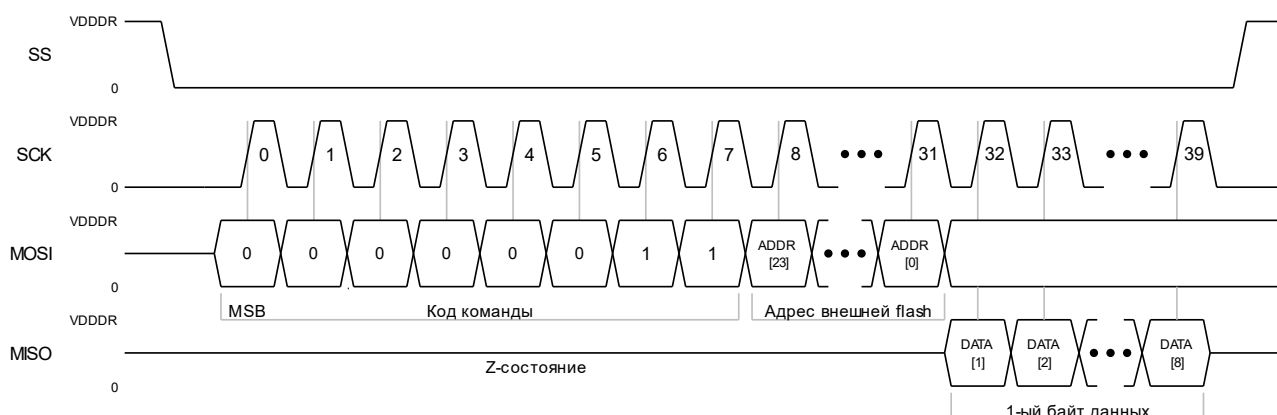 VDDDR
SS
0
VDDDR
SCK 0 1 2 3 4 5 6 7 8 ••• 31 32 33 ••• 39
0
VDDDR
MOSI 0 0 0 0 0 0 1 1 ADDR [23] ••• ADDR [0]
0
MSB Код команды Адрес внешней flash
VDDDR
MISO DATA [1] DATA [2] ••• DATA [8]
Z-состояние
0
1-ый байт данных